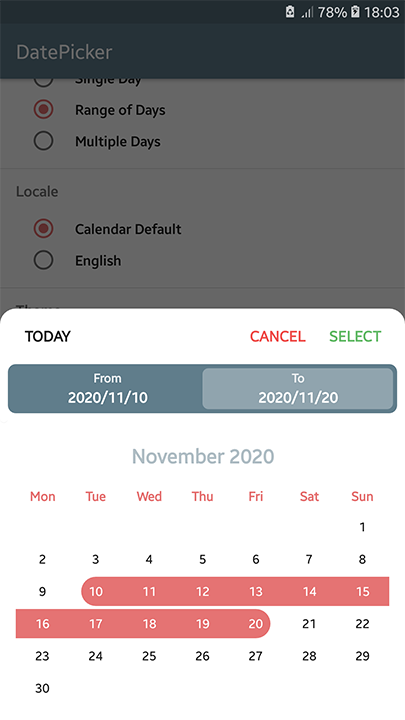 78% 18:03
DatePicker
Single Day
Range of Days
Multiple Days
Locale
Calendar Default
English
Theme
TODAY CANCEL SELECT
From To
2020/11/10 2020/11/20
November 2020
Mon Tue Wed Thu Fri Sat Sun
1
2 3 4 5 6 7 8
9 10 11 12 13 14 15
16 17 18 19 20 21 22
23 24 25 26 27 28 29
30